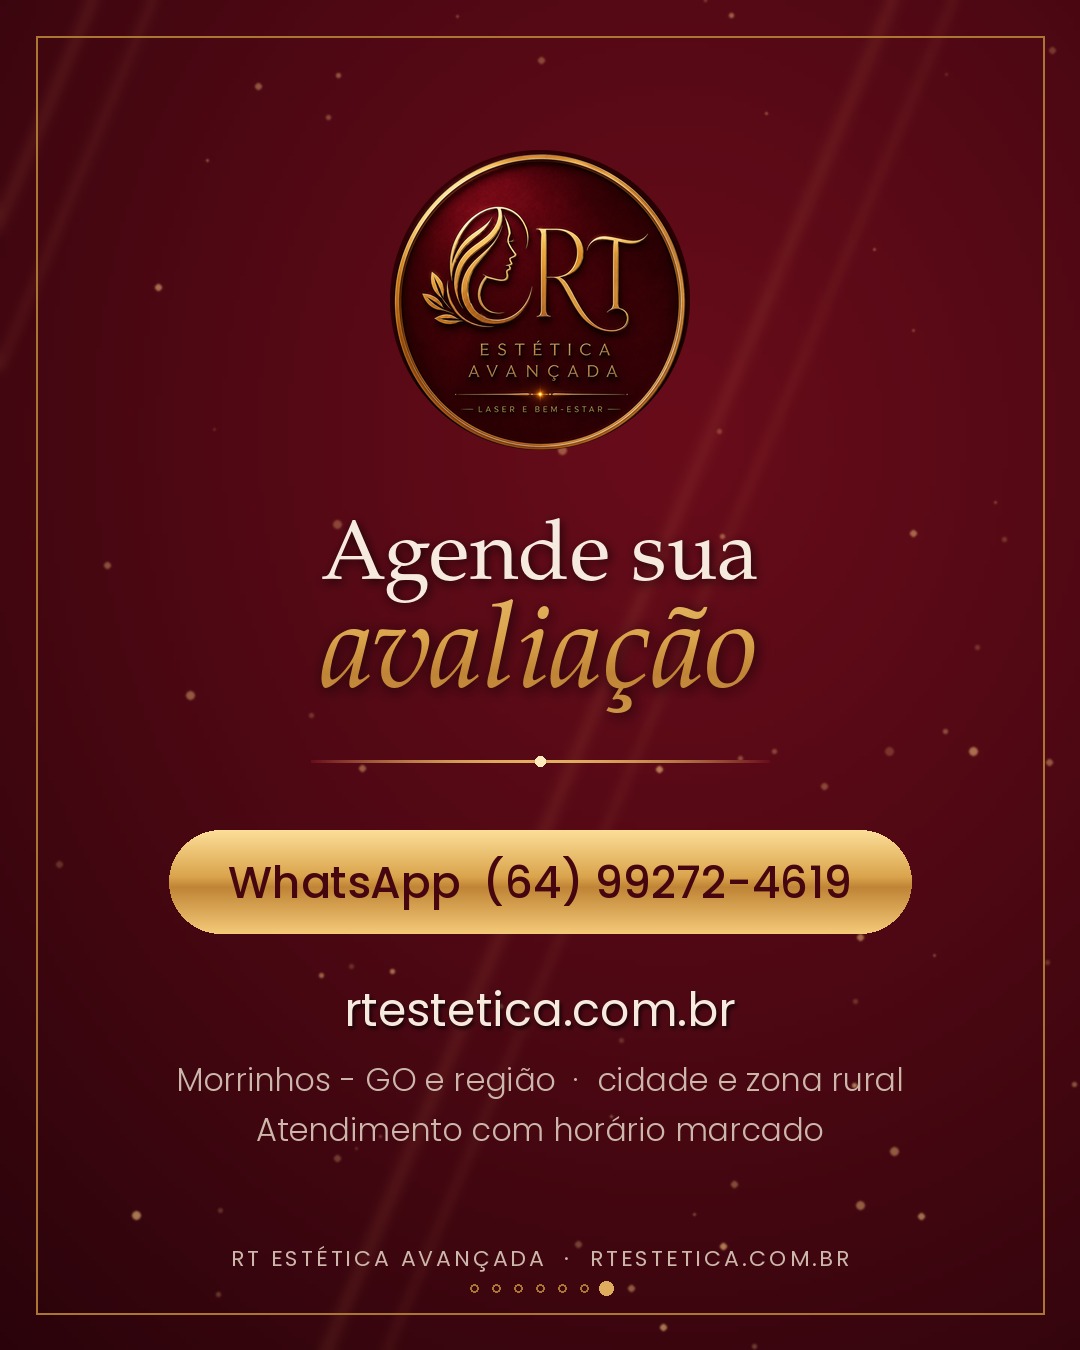 RT
ESTÉTICA
AVANÇADA
LASER E BEM-ESTAR
Agende sua
avaliação
WhatsApp (64) 99272-4619
rtestetica.com.br
Morrinhos - GO e região · cidade e zona rural
Atendimento com horário marcado
RT ESTÉTICA AVANÇADA · RTESTETICA.COM.BR